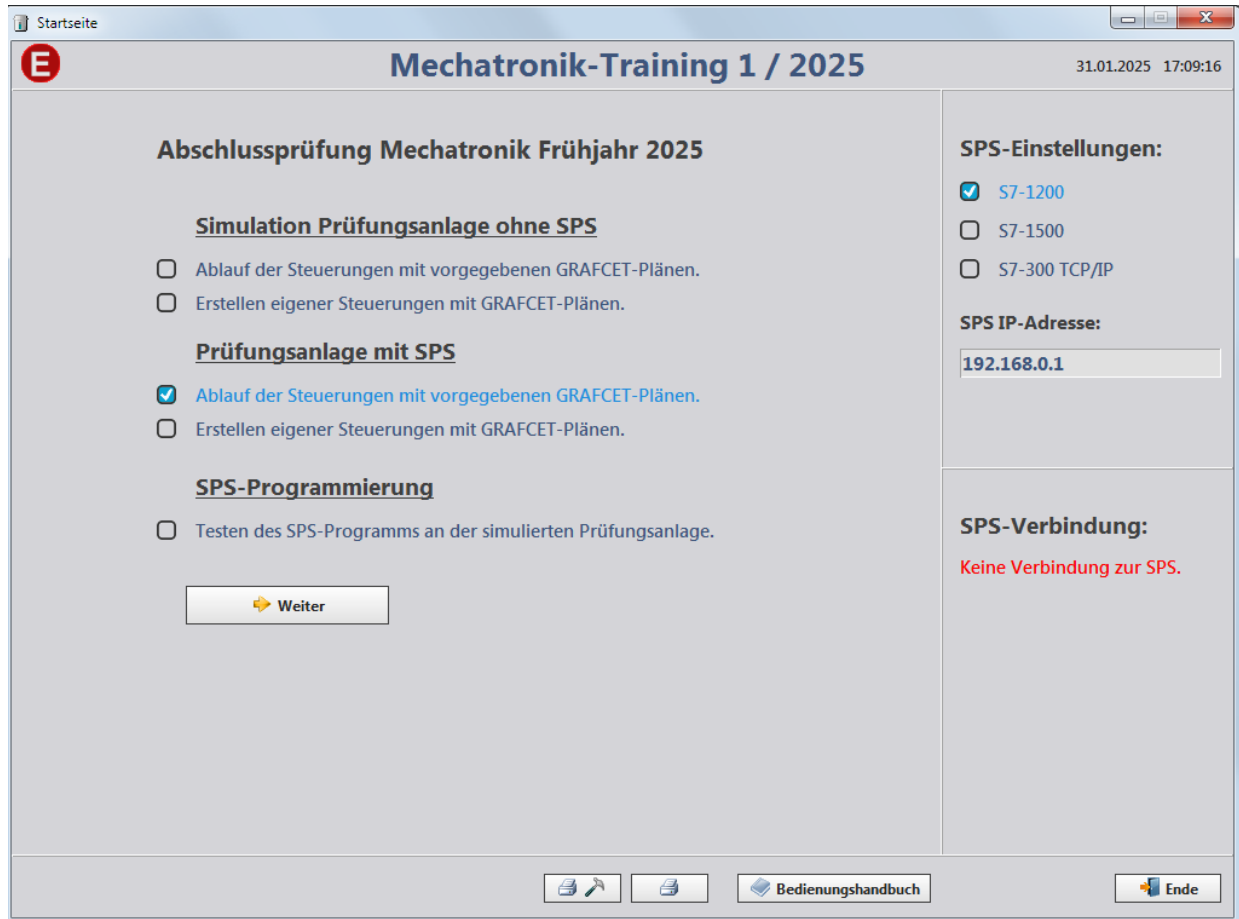 Startseite
E
Mechatronik-Training 1 / 2025
31.01.2025 17:09:16
Abschlussprüfung Mechatronik Frühjahr 2025
Simulation Prüfungsanlage ohne SPS
Ablauf der Steuerungen mit vorgegebenen GRAFCET-Plänen.
Erstellen eigener Steuerungen mit GRAFCET-Plänen.
Prüfungsanlage mit SPS
Ablauf der Steuerungen mit vorgegebenen GRAFCET-Plänen.
Erstellen eigener Steuerungen mit GRAFCET-Plänen.
SPS-Programmierung
Testen des SPS-Programms an der simulierten Prüfungsanlage.
Weiter
SPS-Einstellungen:
S7-1200
S7-1500
S7-300 TCP/IP
SPS IP-Adresse:
192.168.0.1
SPS-Verbindung:
Keine Verbindung zur SPS.
Bedienungshandbuch
Ende